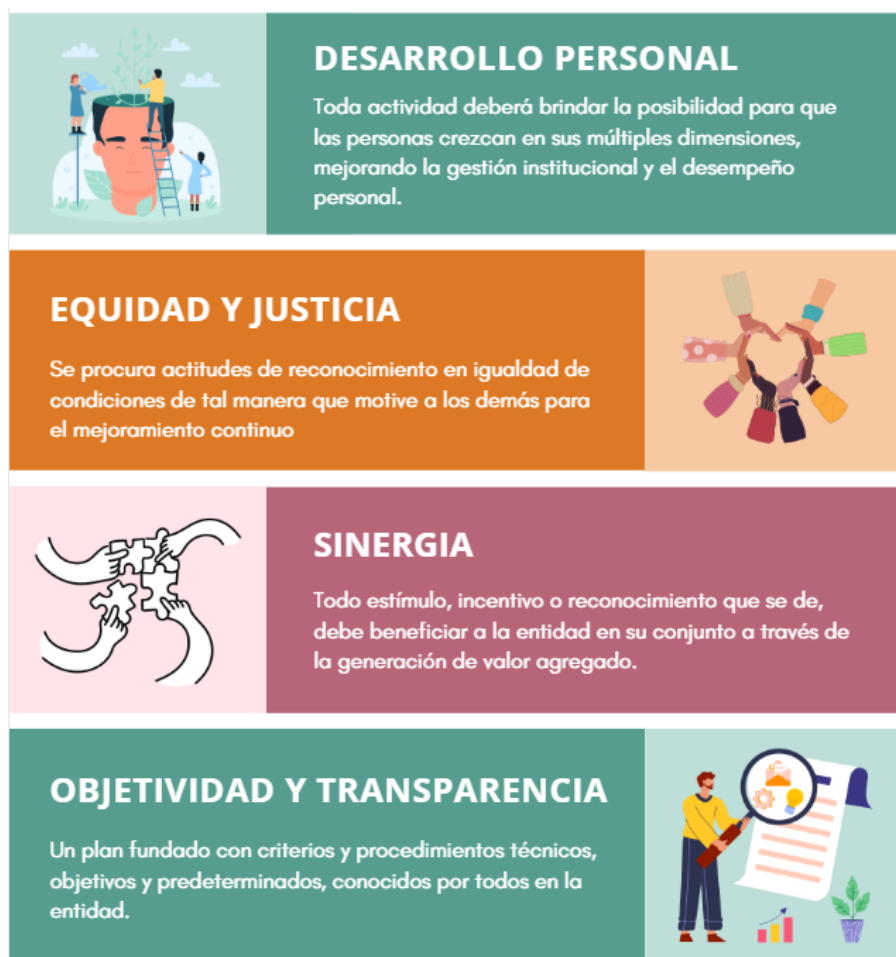 DESARROLLO PERSONAL
Toda actividad deberá brindar la posibilidad para que
las personas crezcan en sus múltiples dimensiones,
mejorando la gestión institucional y el desempeño
personal.
EQUIDAD Y JUSTICIA
Se procura actitudes de reconocimiento en igualdad de
condiciones de tal manera que motive a los demás para
el mejoramiento continuo
SINERGIA
Todo estímulo, incentivo o reconocimiento que se de,
debe beneficiar a la entidad en su conjunto a través de
la generación de valor agregado.
OBJETIVIDAD Y TRANSPARENCIA
Un plan fundado con criterios y procedimientos técnicos,
objetivos y predeterminados, conocidos por todos en la
entidad.